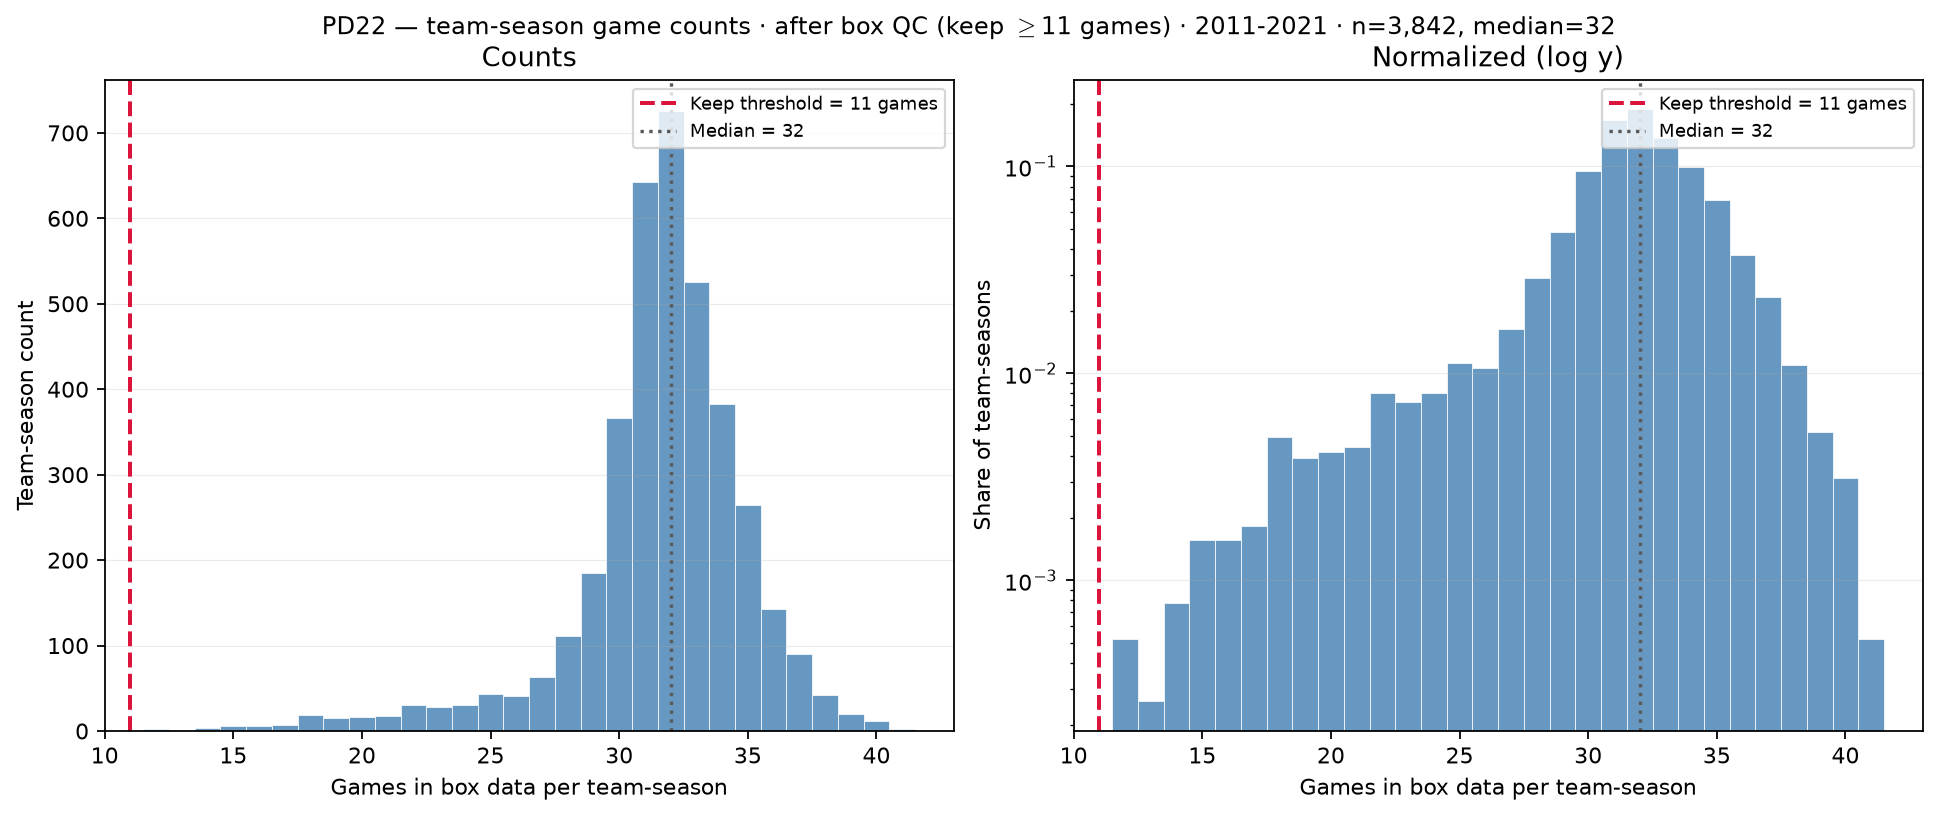 PD22 — team-season game counts · after box QC (keep ≥11 games) · 2011-2021 · n=3,842, median=32
Counts
Keep threshold = 11 games
Median = 32
Team-season count
700
600
500
400
300
200
100
0
10 15 20 25 30 35 40
Games in box data per team-season
Normalized (log y)
Keep threshold = 11 games
Median = 32
Share of team-seasons
10⁻¹
10⁻²
10⁻³
10 15 20 25 30 35 40
Games in box data per team-season